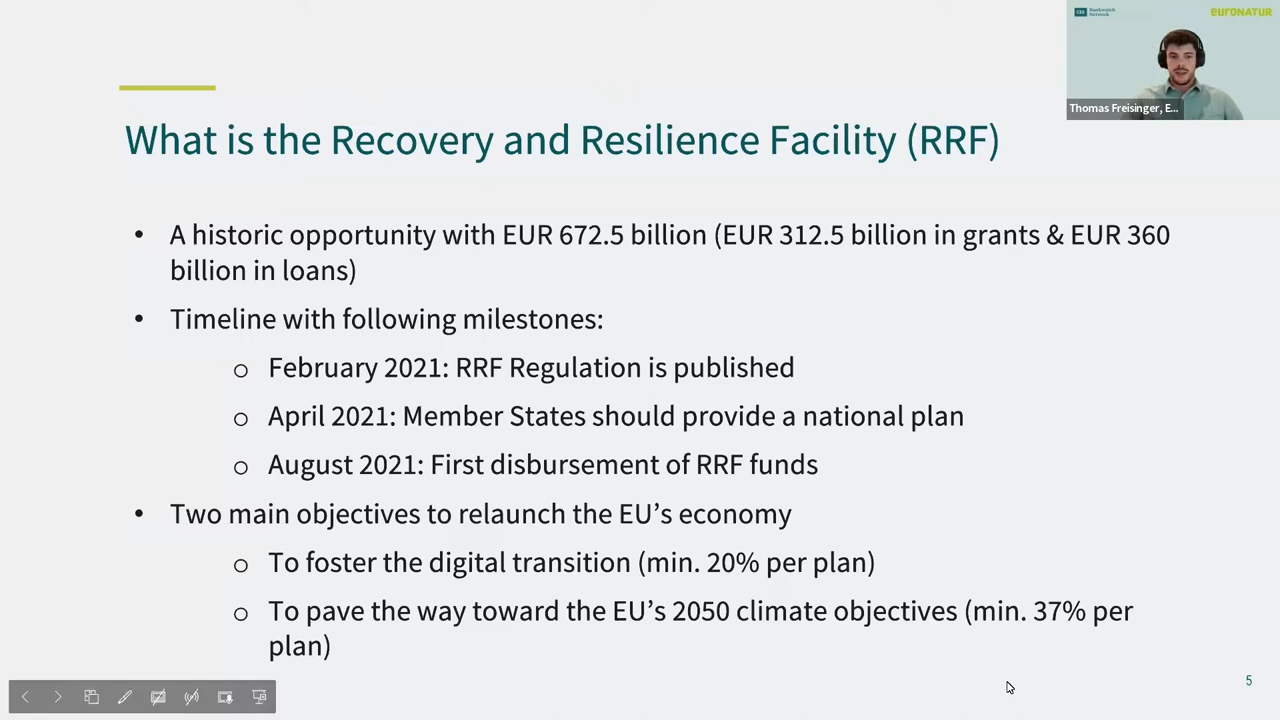 CEE Bankwatch
Network
euronatur
Thomas Freisinger, E...
What is the Recovery and Resilience Facility (RRF)
• A historic opportunity with EUR 672.5 billion (EUR 312.5 billion in grants & EUR 360
billion in loans)
• Timeline with following milestones:
o February 2021: RRF Regulation is published
o April 2021: Member States should provide a national plan
o August 2021: First disbursement of RRF funds
• Two main objectives to relaunch the EU’s economy
o To foster the digital transition (min. 20% per plan)
o To pave the way toward the EU’s 2050 climate objectives (min. 37% per
plan)
5